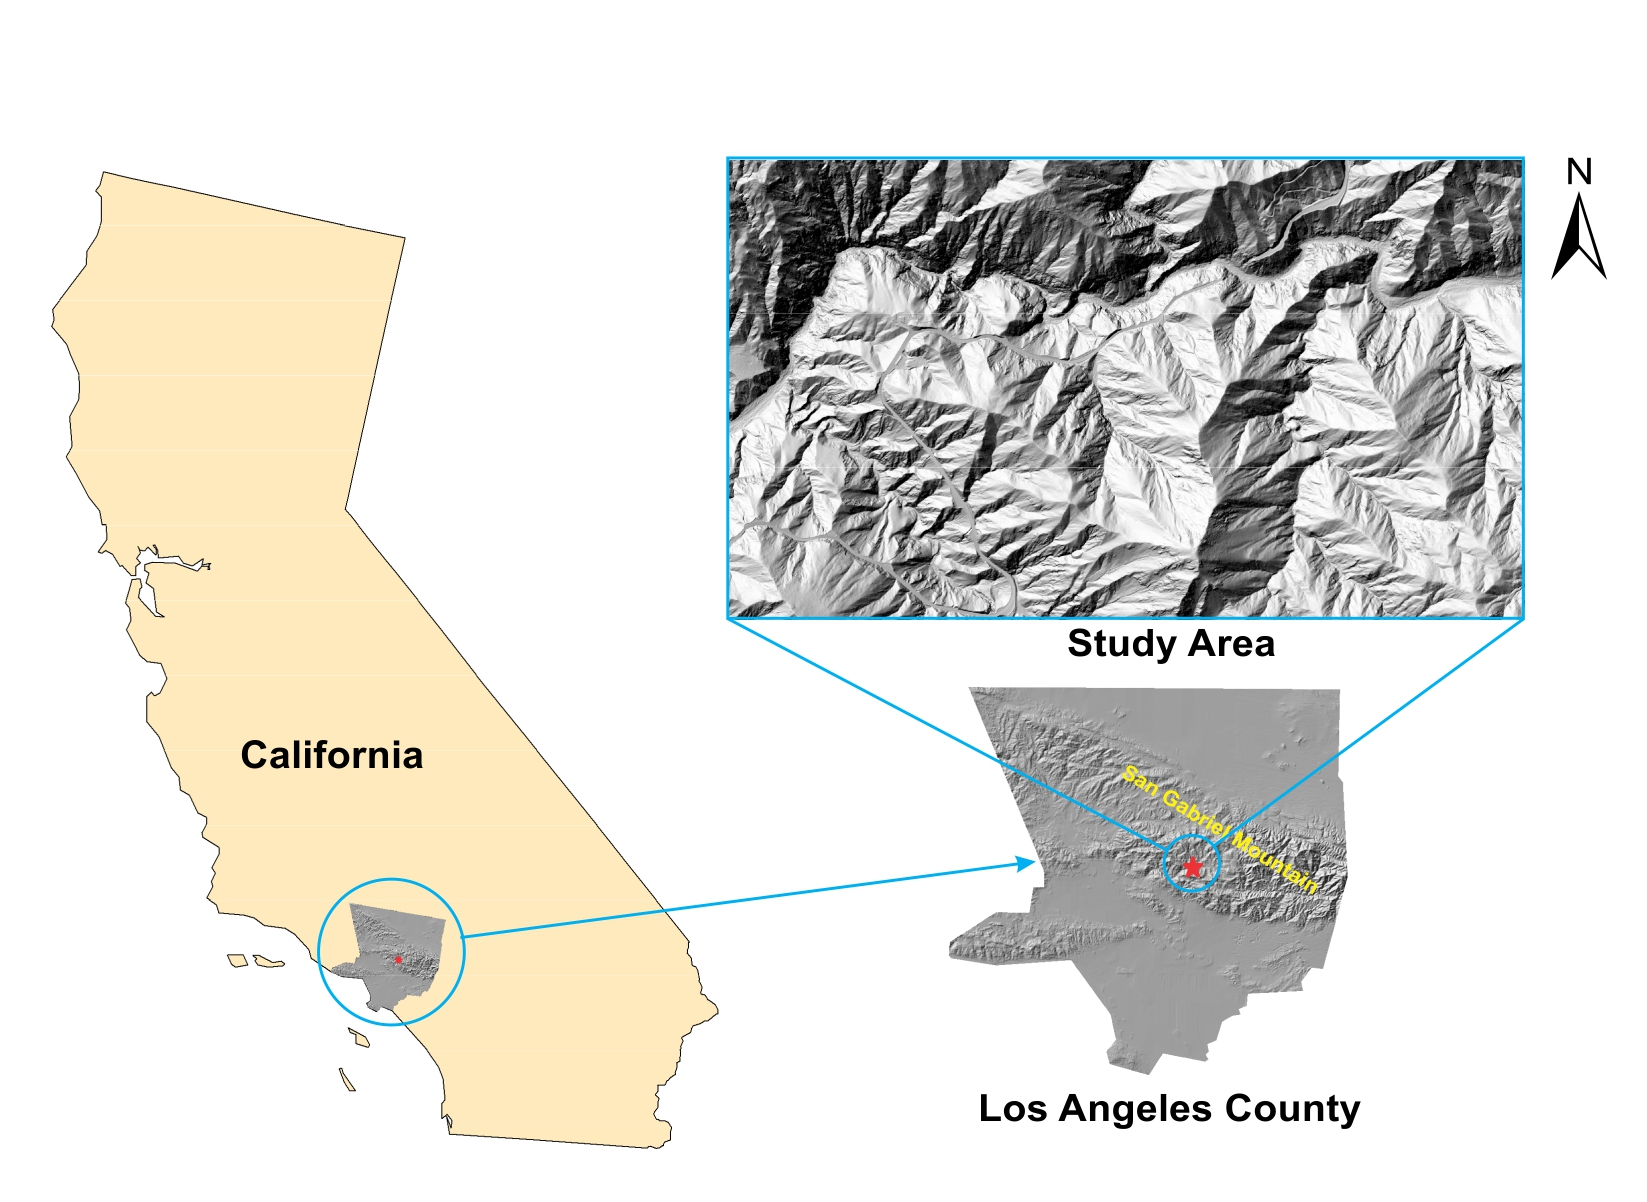 N
Study Area
San Gabriel Mountain
California
Los Angeles County